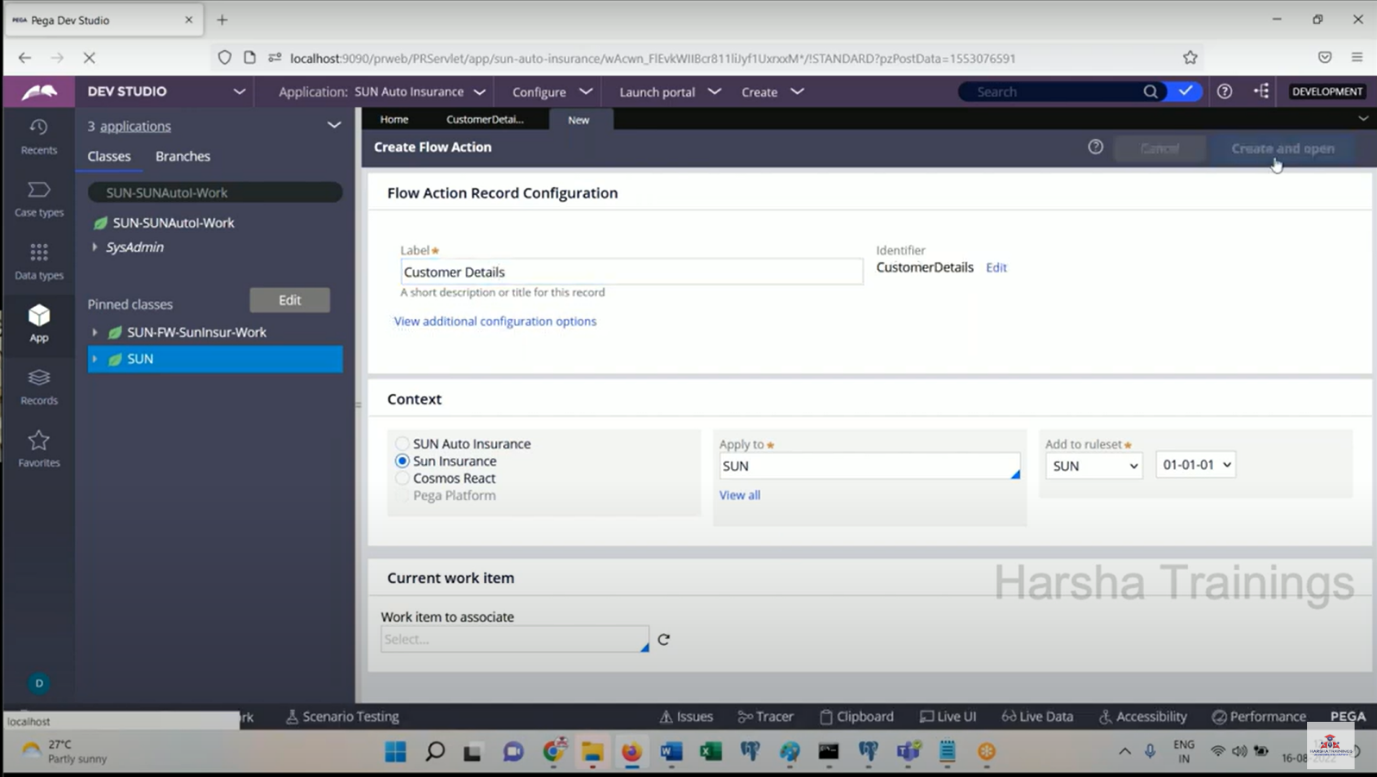 PEGA Pega Dev Studio
localhost:9090/prweb/PRServlet/app/sun-auto-insurance/
DEV STUDIO
Application: SUN Auto Insurance
Configure
Launch portal
Create
Search
DEVELOPMENT
Recents
Case types
Data types
App
Records
Favorites
D
3 applications
Classes Branches
SUN-SUNAutoI-Work
SUN-SUNAutoI-Work
SysAdmin
Pinned classes
Edit
SUN-FW-SunInsur-Work
SUN
Home
CustomerDetai...
New
Create Flow Action
Cancel
Create and open
Flow Action Record Configuration
Label★
Customer Details
A short description or title for this record
Identifier
CustomerDetails Edit
View additional configuration options
Context
SUN Auto Insurance
Sun Insurance
Cosmos React
Pega Platform
Apply to★
SUN
View all
Add to ruleset★
SUN
01-01-01
Current work item
Work item to associate
Select...
Harsha Trainings
localhost
rk
Scenario Testing
Issues
Tracer
Clipboard
Live UI
Live Data
Accessibility
Performance
PEGA
27°C
Partly sunny
ENG
IN
16-08-2022
HARSHA TRAININGS